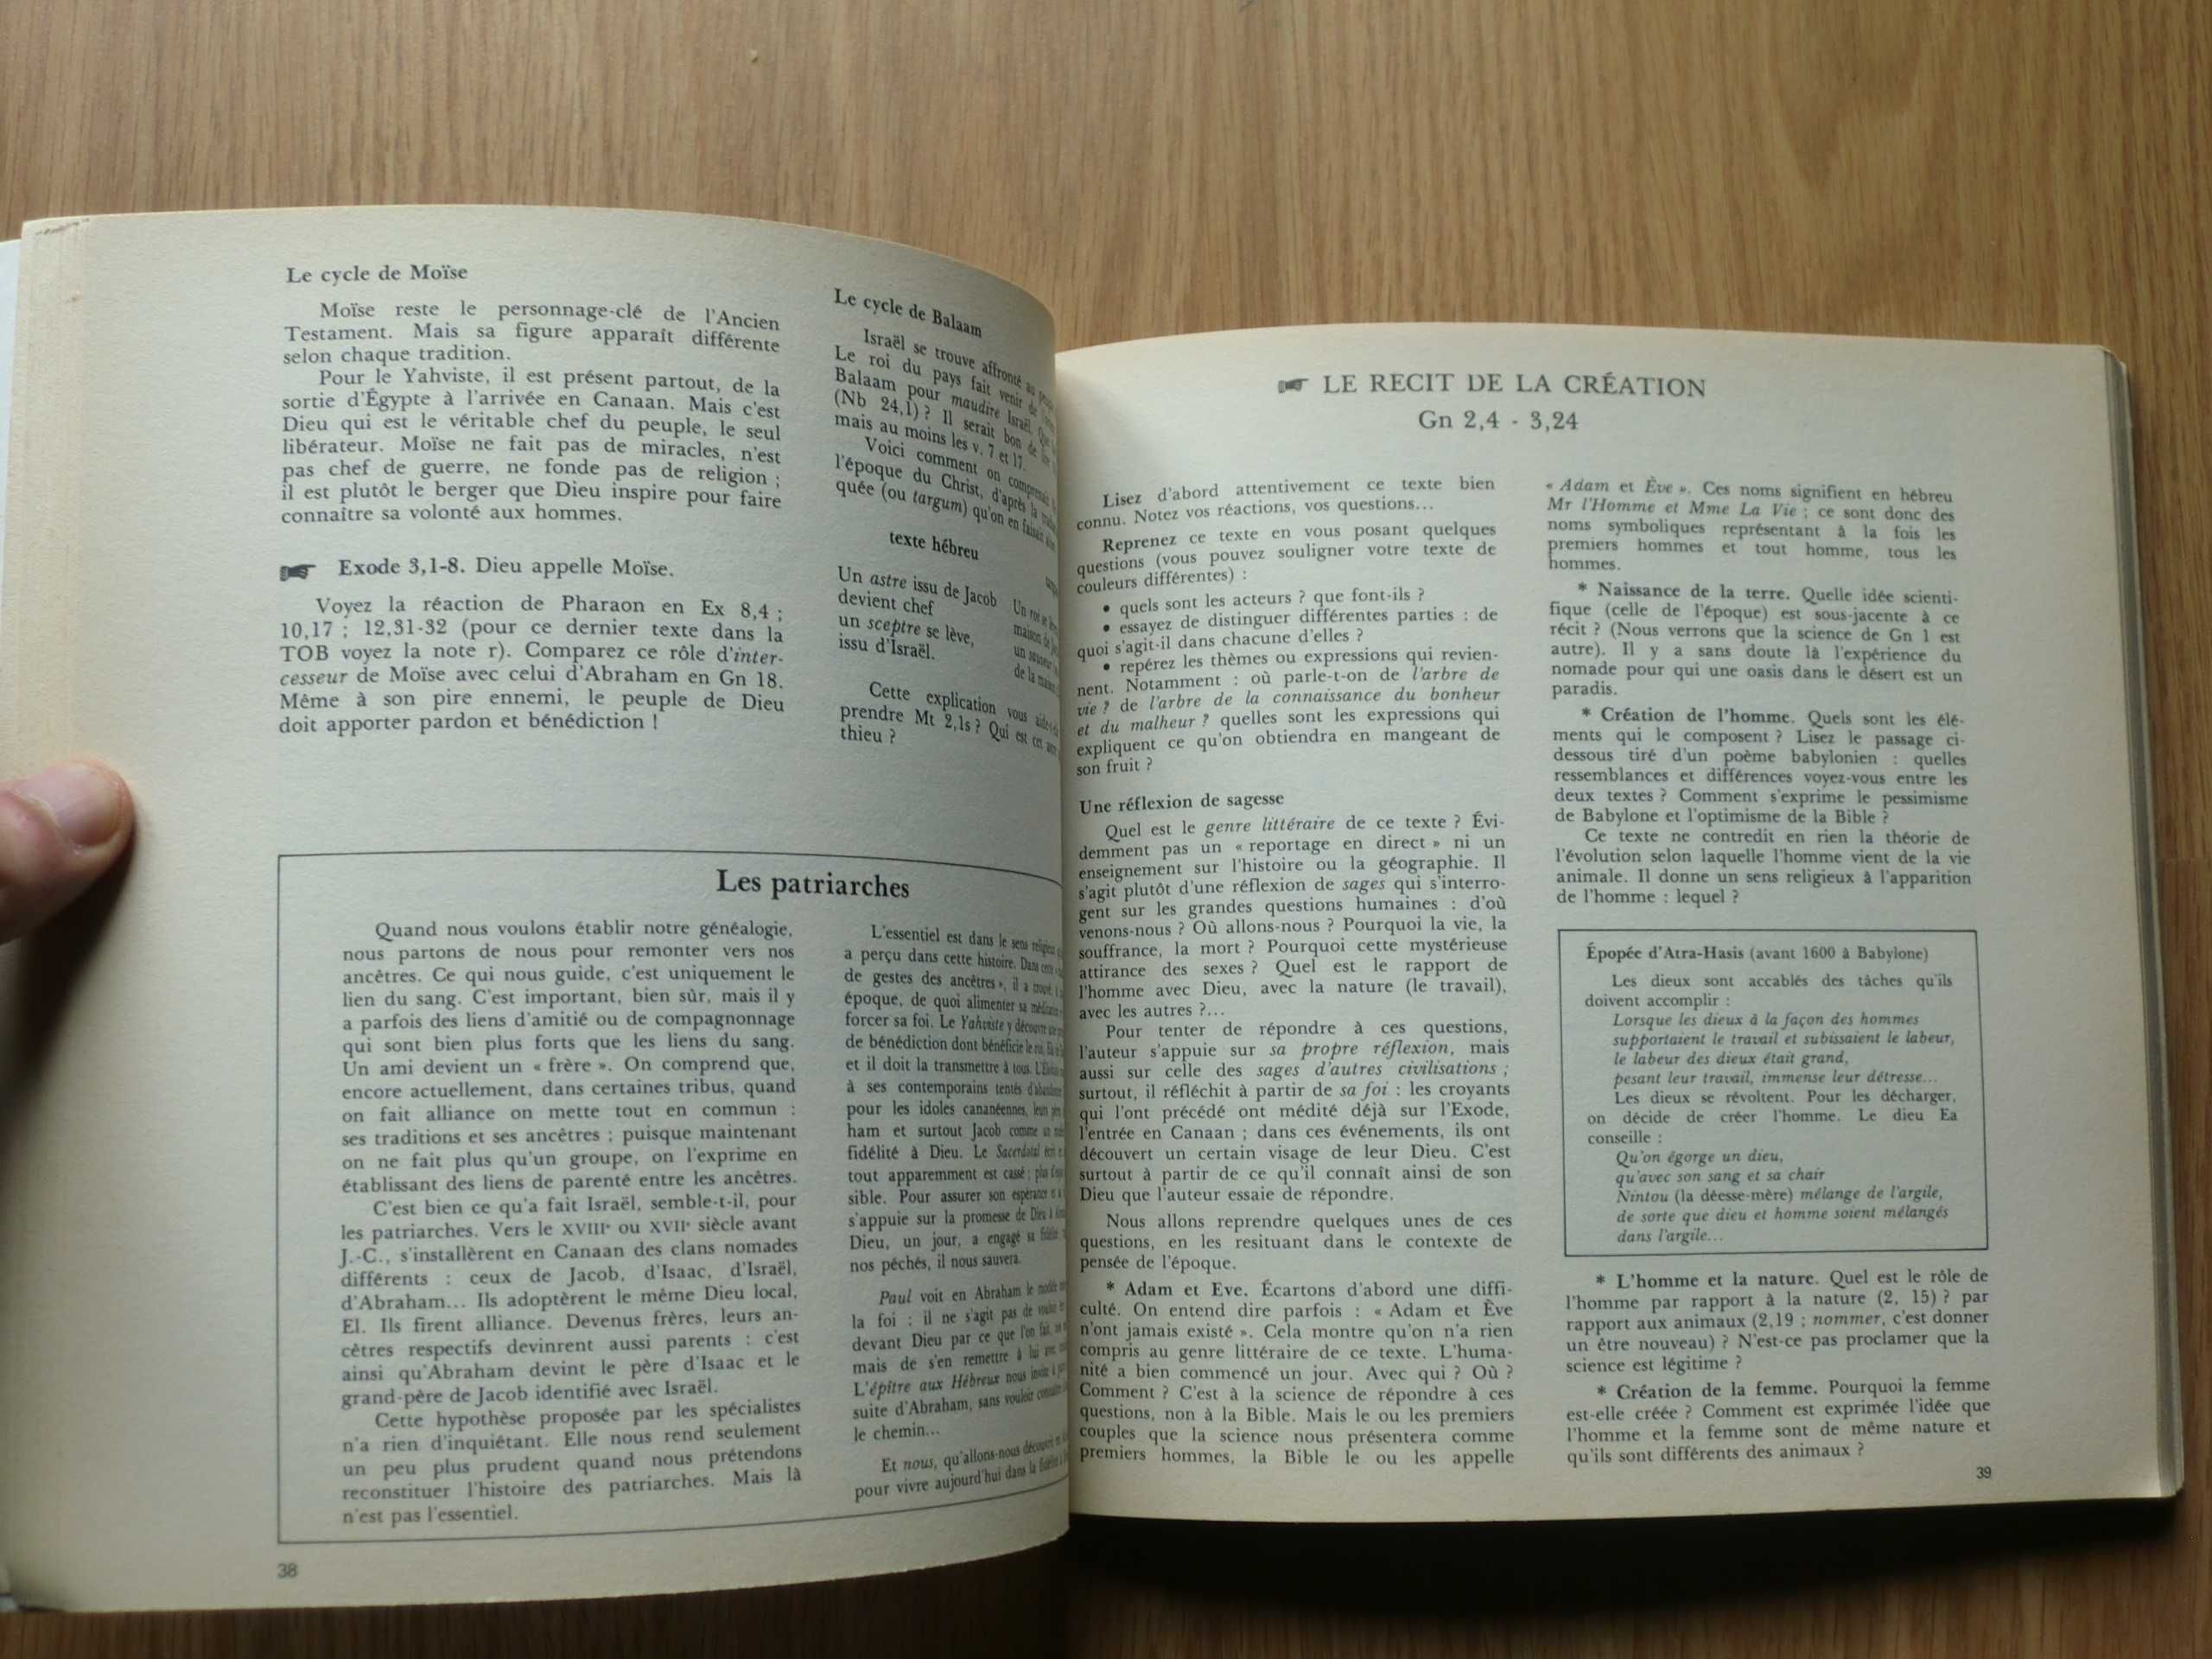 Le cycle de Moïse
Moïse reste le personnage-clé de l'Ancien
Testament. Mais sa figure apparaît différente
selon chaque tradition.
Pour le Yahviste, il est présent partout, de la
sortie d'Égypte à l'arrivée en Canaan. Mais c'est
Dieu qui est le véritable chef du peuple, le seul
libérateur. Moïse ne fait pas de miracles, n'est
pas chef de guerre, ne fonde pas de religion ;
il est plutôt le berger que Dieu inspire pour faire
connaître sa volonté aux hommes.
Exode 3,1-8. Dieu appelle Moïse.
Voyez la réaction de Pharaon en Ex 8,4 ;
10,17 ; 12,31-32 (pour ce dernier texte dans la
TOB voyez la note r). Comparez ce rôle d'inter-
cesseur de Moïse avec celui d'Abraham en Gn 18.
Même à son pire ennemi, le peuple de Dieu
doit apporter pardon et bénédiction !
Le cycle de Balaam
Israël se trouve affronté au
Le roi du pays fait venir de
Balaam pour maudire Israël.
(Nb 24,1) ? Il serait bon de
mais au moins les v. 7 et 17.
Voici comment on comprenait
l'époque du Christ, d'après la
quée (ou targum) qu'on en faisait
texte hébreu
Un astre issu de Jacob
devient chef
un sceptre se lève,
issu d'Israël.
Un roi se
maison de
un sauveur
de la maison
Cette explication vous
prendre Mt 2,1s ? Qui est cet
thieu ?
Les patriarches
Quand nous voulons établir notre généalogie,
nous partons de nous pour remonter vers nos
ancêtres. Ce qui nous guide, c'est uniquement le
lien du sang. C'est important, bien sûr, mais il y
a parfois des liens d'amitié ou de compagnonnage
qui sont bien plus forts que les liens du sang.
Un ami devient un « frère ». On comprend que,
encore actuellement, dans certaines tribus, quand
on fait alliance on mette tout en commun :
ses traditions et ses ancêtres ; puisque maintenant
on ne fait plus qu'un groupe, on l'exprime en
établissant des liens de parenté entre les ancêtres.
C'est bien ce qu'a fait Israël, semble-t-il, pour
les patriarches. Vers le XVIIIe ou XVIIe siècle avant
J.-C., s'installèrent en Canaan des clans nomades
différents : ceux de Jacob, d'Isaac, d'Israël,
d'Abraham... Ils adoptèrent le même Dieu local,
El. Ils firent alliance. Devenus frères, leurs an-
cêtres respectifs devinrent aussi parents : c'est
ainsi qu'Abraham devint le père d'Isaac et le
grand-père de Jacob identifié avec Israël.
Cette hypothèse proposée par les spécialistes
n'a rien d'inquiétant. Elle nous rend seulement
un peu plus prudent quand nous prétendons
reconstituer l'histoire des patriarches. Mais là
n'est pas l'essentiel.
L'essentiel est dans le sens religieux
a perçu dans cette histoire. Dans cette
de gestes des ancêtres », il a trouvé,
époque, de quoi alimenter sa méditation
forcer sa foi. Le Yahviste y découvre
de bénédiction dont bénéficie le roi.
et il doit la transmettre à tous.
à ses contemporains tentés
pour les idoles cananéennes, leur
ham et surtout Jacob comme un
fidélité à Dieu. Le Sacerdotal écrit
tout apparemment est cassé ; plus
sible. Pour assurer son espérance
s'appuie sur la promesse de Dieu à
Dieu, un jour, a engagé sa
nos péchés, il nous sauvera.
Paul voit en Abraham le modèle
la foi : il ne s'agit pas de vouloir
devant Dieu par ce que l'on fait,
mais de s'en remettre à lui avec
L'épître aux Hébreux nous invite à
suite d'Abraham, sans vouloir connaître
le chemin...
Et nous, qu'allons-nous découvrir
pour vivre aujourd'hui dans la
38
LE RECIT DE LA CRÉATION
Gn 2,4 - 3,24
Lisez d'abord attentivement ce texte bien
connu. Notez vos réactions, vos questions...
Reprenez ce texte en vous posant quelques
questions (vous pouvez souligner votre texte de
couleurs différentes) :
• quels sont les acteurs ? que font-ils ?
• essayez de distinguer différentes parties : de
quoi s'agit-il dans chacune d'elles ?
• repérez les thèmes ou expressions qui revien-
nent. Notamment : où parle-t-on de l'arbre de
vie ? de l'arbre de la connaissance du bonheur
et du malheur ? quelles sont les expressions qui
expliquent ce qu'on obtiendra en mangeant de
son fruit ?
Une réflexion de sagesse
Quel est le genre littéraire de ce texte ? Évi-
demment pas un « reportage en direct » ni un
enseignement sur l'histoire ou la géographie. Il
s'agit plutôt d'une réflexion de sages qui s'interro-
gent sur les grandes questions humaines : d'où
venons-nous ? Où allons-nous ? Pourquoi la vie, la
souffrance, la mort ? Pourquoi cette mystérieuse
attirance des sexes ? Quel est le rapport de
l'homme avec Dieu, avec la nature (le travail),
avec les autres ?...
Pour tenter de répondre à ces questions,
l'auteur s'appuie sur sa propre réflexion, mais
aussi sur celle des sages d'autres civilisations ;
surtout, il réfléchit à partir de sa foi : les croyants
qui l'ont précédé ont médité déjà sur l'Exode,
l'entrée en Canaan ; dans ces événements, ils ont
découvert un certain visage de leur Dieu. C'est
surtout à partir de ce qu'il connaît ainsi de son
Dieu que l'auteur essaie de répondre.
Nous allons reprendre quelques unes de ces
questions, en les resituant dans le contexte de
pensée de l'époque.
* Adam et Eve. Écartons d'abord une diffi-
culté. On entend dire parfois : « Adam et Ève
n'ont jamais existé ». Cela montre qu'on n'a rien
compris au genre littéraire de ce texte. L'huma-
nité a bien commencé un jour. Avec qui ? Où ?
Comment ? C'est à la science de répondre à ces
questions, non à la Bible. Mais le ou les premiers
couples que la science nous présentera comme
premiers hommes, la Bible le ou les appelle
« Adam et Ève ». Ces noms signifient en hébreu
Mr l'Homme et Mme La Vie ; ce sont donc des
noms symboliques représentant à la fois les
premiers hommes et tout homme, tous les
hommes.
* Naissance de la terre. Quelle idée scienti-
fique (celle de l'époque) est sous-jacente à ce
récit ? (Nous verrons que la science de Gn 1 est
autre). Il y a sans doute là l'expérience du
nomade pour qui une oasis dans le désert est un
paradis.
* Création de l'homme. Quels sont les élé-
ments qui le composent ? Lisez le passage ci-
dessous tiré d'un poème babylonien : quelles
ressemblances et différences voyez-vous entre les
deux textes ? Comment s'exprime le pessimisme
de Babylone et l'optimisme de la Bible ?
Ce texte ne contredit en rien la théorie de
l'évolution selon laquelle l'homme vient de la vie
animale. Il donne un sens religieux à l'apparition
de l'homme : lequel ?
Épopée d'Atra-Hasis (avant 1600 à Babylone)
Les dieux sont accablés des tâches qu'ils
doivent accomplir :
Lorsque les dieux à la façon des hommes
supportaient le travail et subissaient le labeur,
le labeur des dieux était grand,
pesant leur travail, immense leur détresse...
Les dieux se révoltent. Pour les décharger,
on décide de créer l'homme. Le dieu Ea
conseille :
Qu'on égorge un dieu,
qu'avec son sang et sa chair
Nintou (la déesse-mère) mélange de l'argile,
de sorte que dieu et homme soient mélangés
dans l'argile...
* L'homme et la nature. Quel est le rôle de
l'homme par rapport à la nature (2, 15) ? par
rapport aux animaux (2,19 ; nommer, c'est donner
un être nouveau) ? N'est-ce pas proclamer que la
science est légitime ?
* Création de la femme. Pourquoi la femme
est-elle créée ? Comment est exprimée l'idée que
l'homme et la femme sont de même nature et
qu'ils sont différents des animaux ?
39